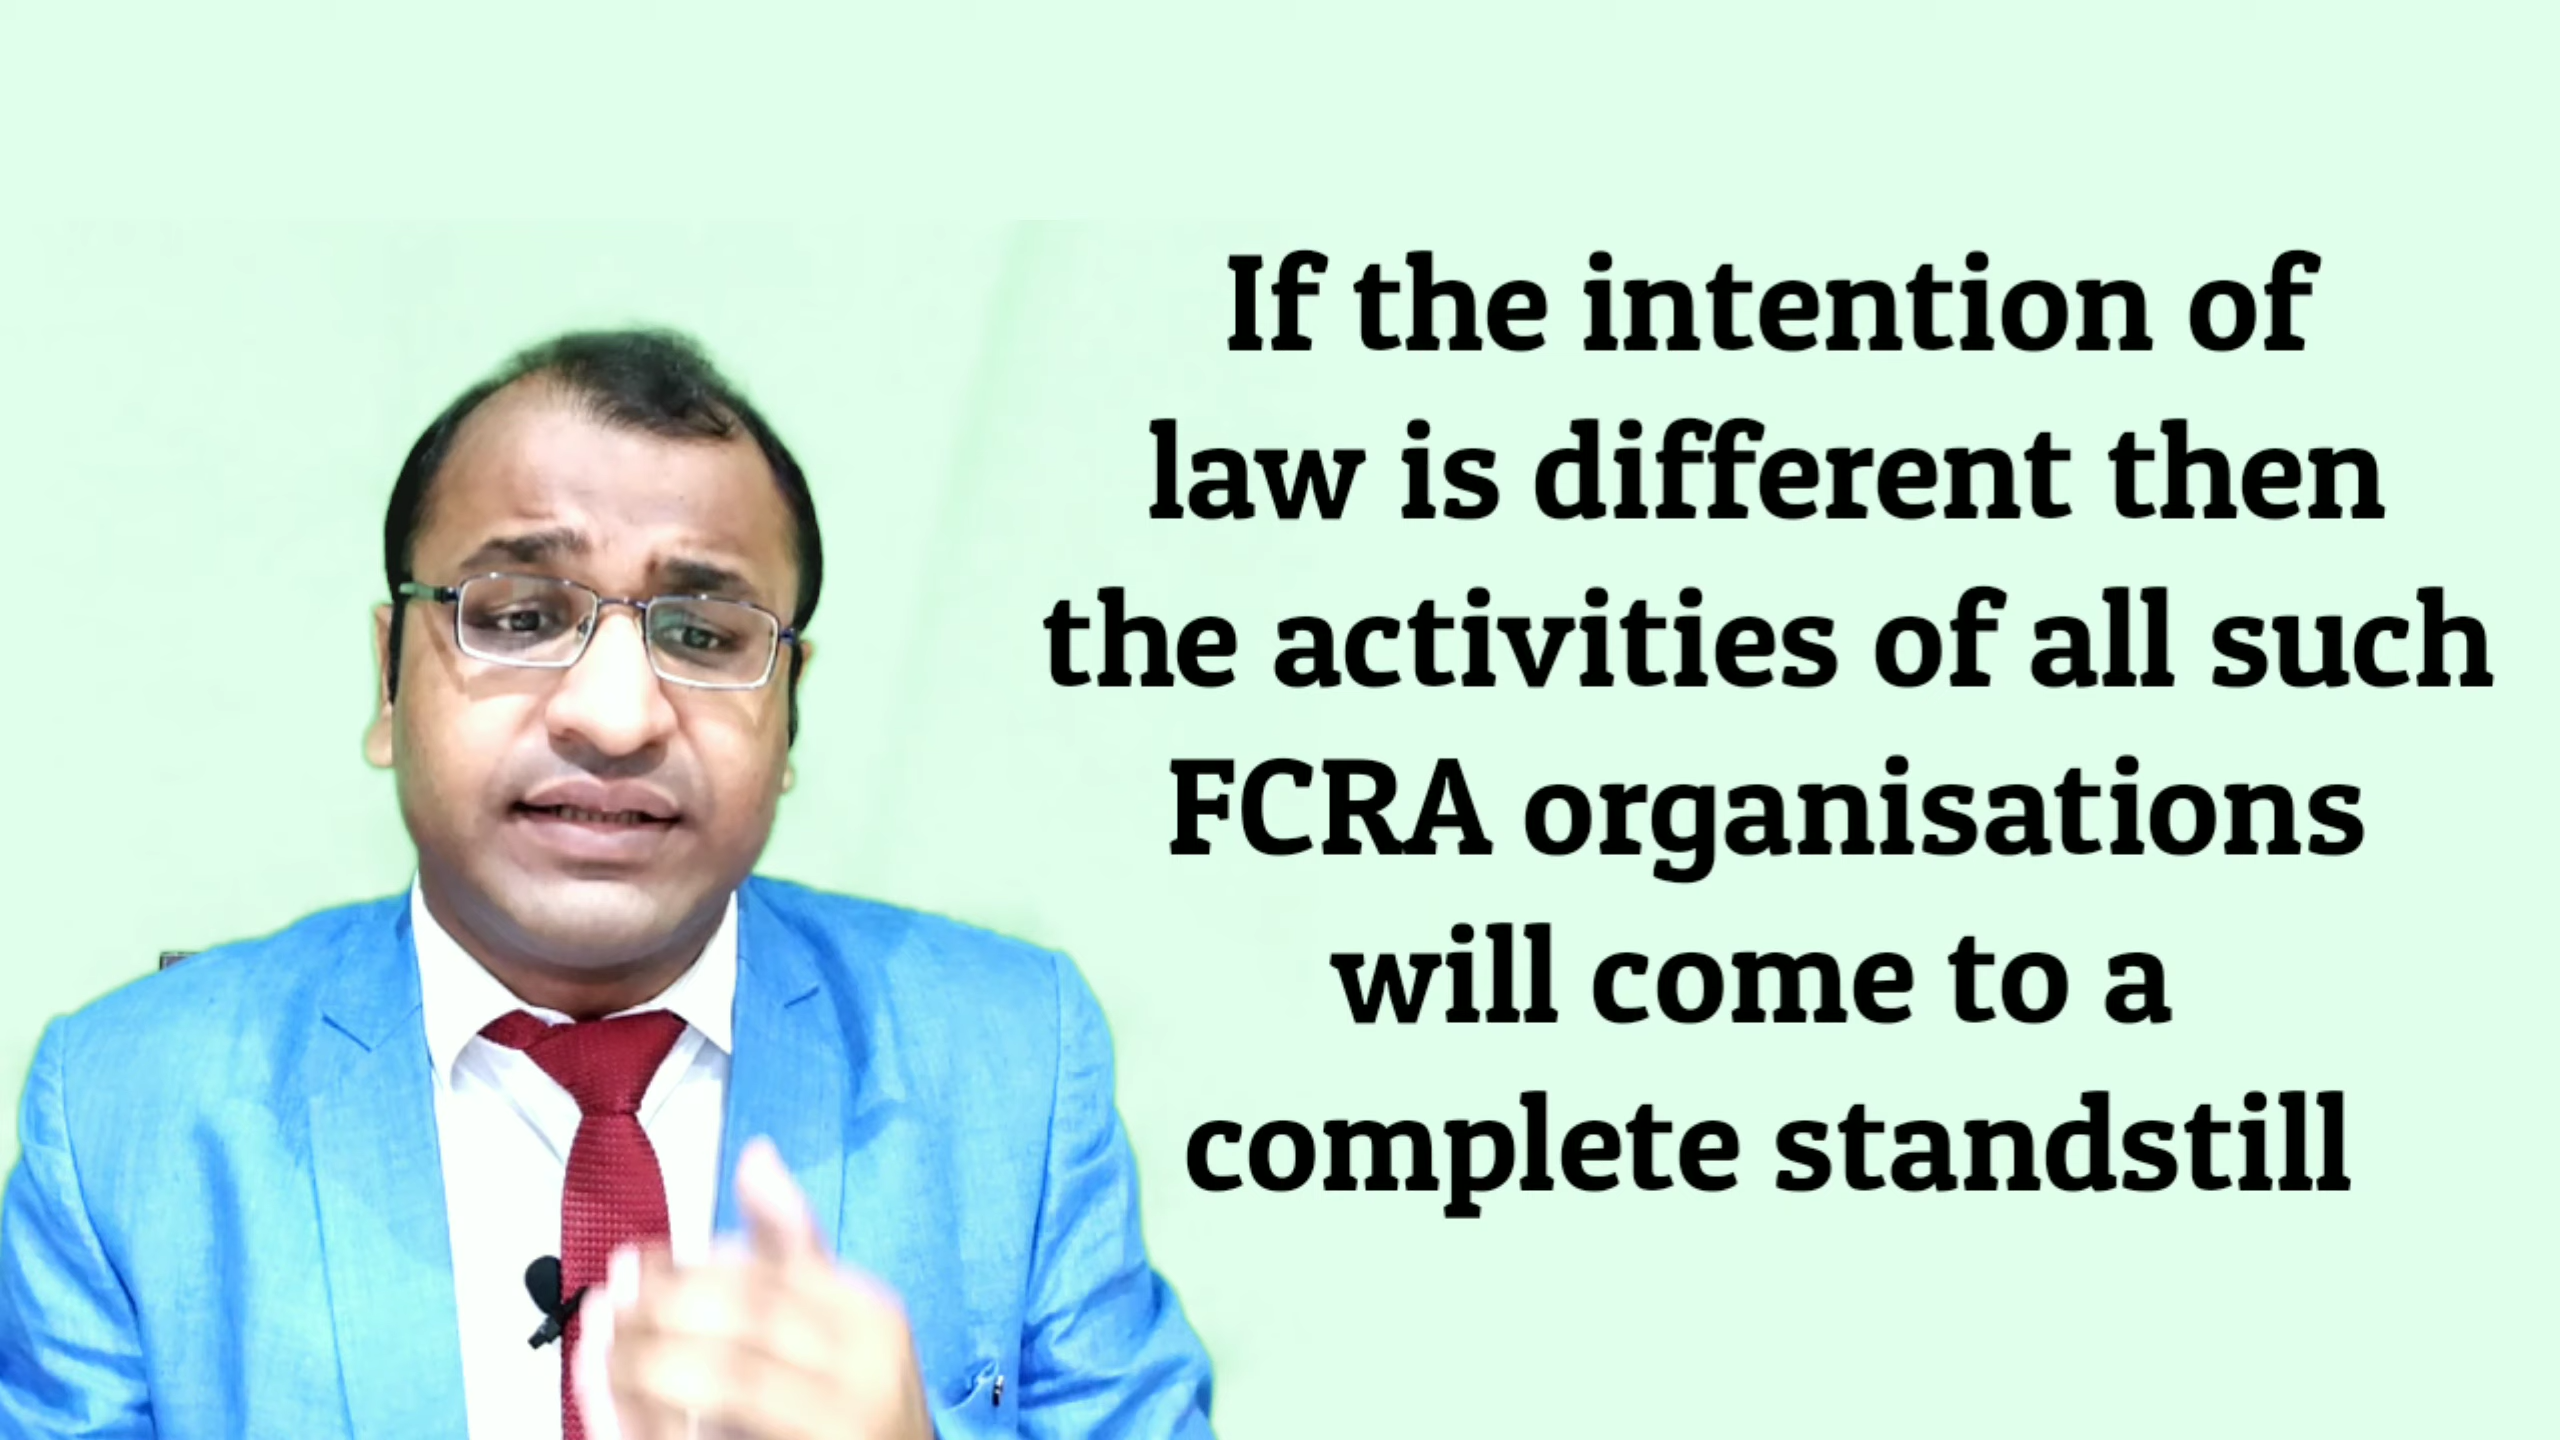 If the intention of
law is different then
the activities of all such
FCRA organisations
will come to a
complete standstill